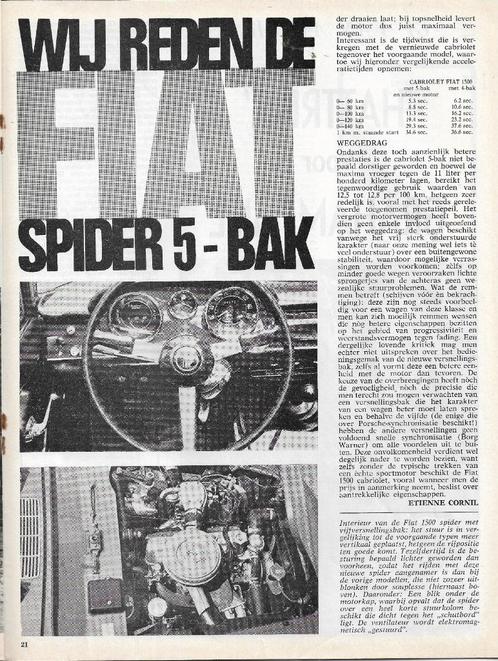 WIJ REDEN DE
FIAT
SPIDER 5 - BAK
der draaien laat; bij topsnelheid levert
de motor dus juist maximaal ver-
mogen.
Interessant is de tijdwinst die is ver-
kregen met de vernieuwde cabriolet
tegenover het voorgaande model, waar-
toe wij hieronder vergelijkende accele-
ratietijden opnemen:
CABRIOLET FIAT 1500
met 5-bak met 4-bak
en nieuwe motor
0— 60 km 5.3 sec. 6.2 sec.
0— 80 km 8.8 sec. 10.6 sec.
0—100 km 13.3 sec. 16.2 sec.
0—120 km 19.8 sec. 23.2 sec.
0—140 km 29.3 sec. 37.6 sec.
1 km m. staande start 34.6 sec. 36.6 sec.
WEGGEDRAG
Ondanks deze toch aanzienlijk betere
prestaties is de cabriolet 5-bak niet be-
paald dorstiger geworden en hoewel de
maxima vroeger tegen de 11 liter per
honderd kilometer lagen, bereikt het
tegenwoordige gebruik waarden van
12,5 tot 12,8 per 100 km, hetgeen zeer
redelijk is, vooral met het reeds gerele-
veerde toegenomen prestatiepeil. Het
vergrote motorvermogen heeft boven-
dien geen enkele invloed uitgeoefend
op het weggedrag: de wagen beschikt
vanwege het vrij sterk onderstuurde
karakter (naar onze mening wel iets tè
veel onderstuur) over een buitengewone
stabiliteit, waardoor mogelijke verras-
singen worden voorkomen; zelfs op
minder goede wegen veroorzaken lichte
sprongetjes van de achteras geen we-
zenlijke stuurproblemen. Wat de rem-
men betreft (schijven vóór èn bekrach-
tiging): deze zijn nog steeds voorbeel-
dig voor een wagen van deze klasse en
men kan zich moeilijk remmen wensen
die nòg betere eigenschappen bezitten
op het gebied van progressiviteit en
weerstandsvermogen tegen fading. Een
dergelijke lovende kritiek mag men
echter niet uitspreken over het bedie-
ningsgemak van de nieuwe versnellings-
bak, zelfs al vormt deze een betere een-
heid met de motor dan tevoren. De
keuze van de overbrengingen heeft nòch
de gevoeligheid, nòch de precisie die
men terecht zou mogen verwachten van
een versnellingsbak die het karakter
van een wagen beter moet laten spre-
ken en behalve de vijfde (de enige die
over Porsche-synchronisatie beschikt!)
hebben de andere versnellingen geen
voldoend snelle synchronisatie (Borg
Warner) om alle voordelen uit te bui-
ten. Deze onvolkomenheid verdient wel
degelijk nader te worden bezien, want
zelfs zonder de typische trekken van
een échte sportmotor beschikt de Fiat
1500 cabriolet, vooral wanneer men de
prijs in aanmerking neemt, beslist over
aantrekkelijke eigenschappen.
ETIENNE CORNIL
Interieur van de Fiat 1500 spider met
vijfversnellingsbak: het stuur is in ver-
gelijking tot de voorgaande typen meer
vertikaal geplaatst, hetgeen de rijpositie
ten goede komt. Tezelfdertijd is de be-
sturing bepaald lichter geworden dan
voorheen, zodat het rijden met deze
nieuwe spider aangenamer is dan bij
de vorige modellen, die niet zozeer uit-
blonken door souplesse (hiernaast bo-
ven). Daaronder: Een blik onder de
motorkap, waarbij opvalt dat de spider
over een heel korte stuurkolom be-
schikt die dicht tegen het „schutbord"
ligt. De ventilateur wordt elektromag-
netisch „gestuurd".
21